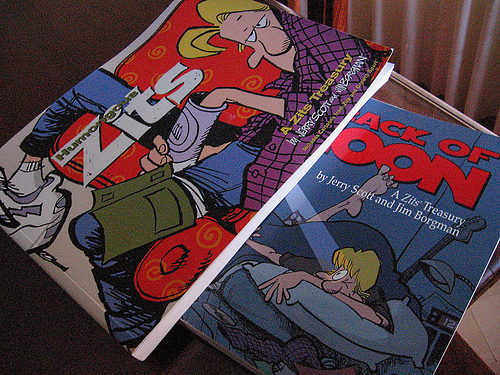 Humongous
Zits
A Zits Treasury
by JERRY SCOTT and JIM BORGMAN
ACK OF
OON
A Zits Treasury
by Jerry Scott and Jim Borgman